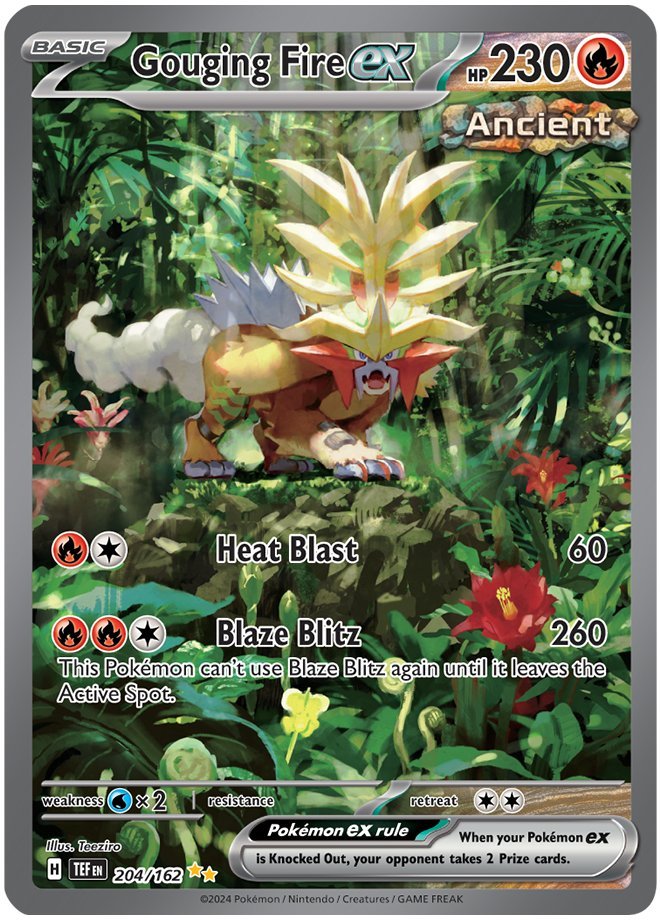 BASIC Gouging Fire ex HP 230
Ancient
Heat Blast 60
Blaze Blitz 260
This Pokémon can't use Blaze Blitz again until it leaves the
Active Spot.
weakness ×2 resistance retreat
Illus. Teeziro
Pokémon ex rule When your Pokémon ex
is Knocked Out, your opponent takes 2 Prize cards.
H TEF EN 204/162
©2024 Pokémon / Nintendo / Creatures / GAME FREAK